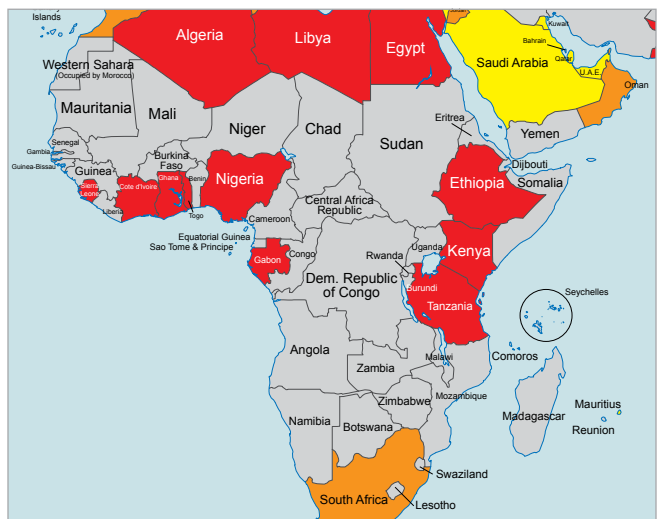 Islands
Algeria
Libya
Egypt
Jordan
Kuwait
Bahrain
Qatar
Saudi Arabia
U.A.E.
Oman
Western Sahara
(Occupied by Morocco)
Mauritania
Mali
Niger
Chad
Sudan
Eritrea
Yemen
Senegal
Gambia
Guinea-Bissau
Guinea
Burkina
Faso
Djibouti
Somalia
Sierra
Leone
Cote d'Ivoire
Ghana
Benin
Nigeria
Ethiopia
Liberia
Togo
Cameroon
Central Africa
Republic
Equatorial Guinea
Sao Tome & Principe
Gabon
Congo
Uganda
Kenya
Rwanda
Dem. Republic
of Congo
Burundi
Tanzania
Seychelles
Angola
Malawi
Comoros
Zambia
Mozambique
Zimbabwe
Madagascar
Mauritius
Reunion
Namibia
Botswana
Swaziland
South Africa
Lesotho